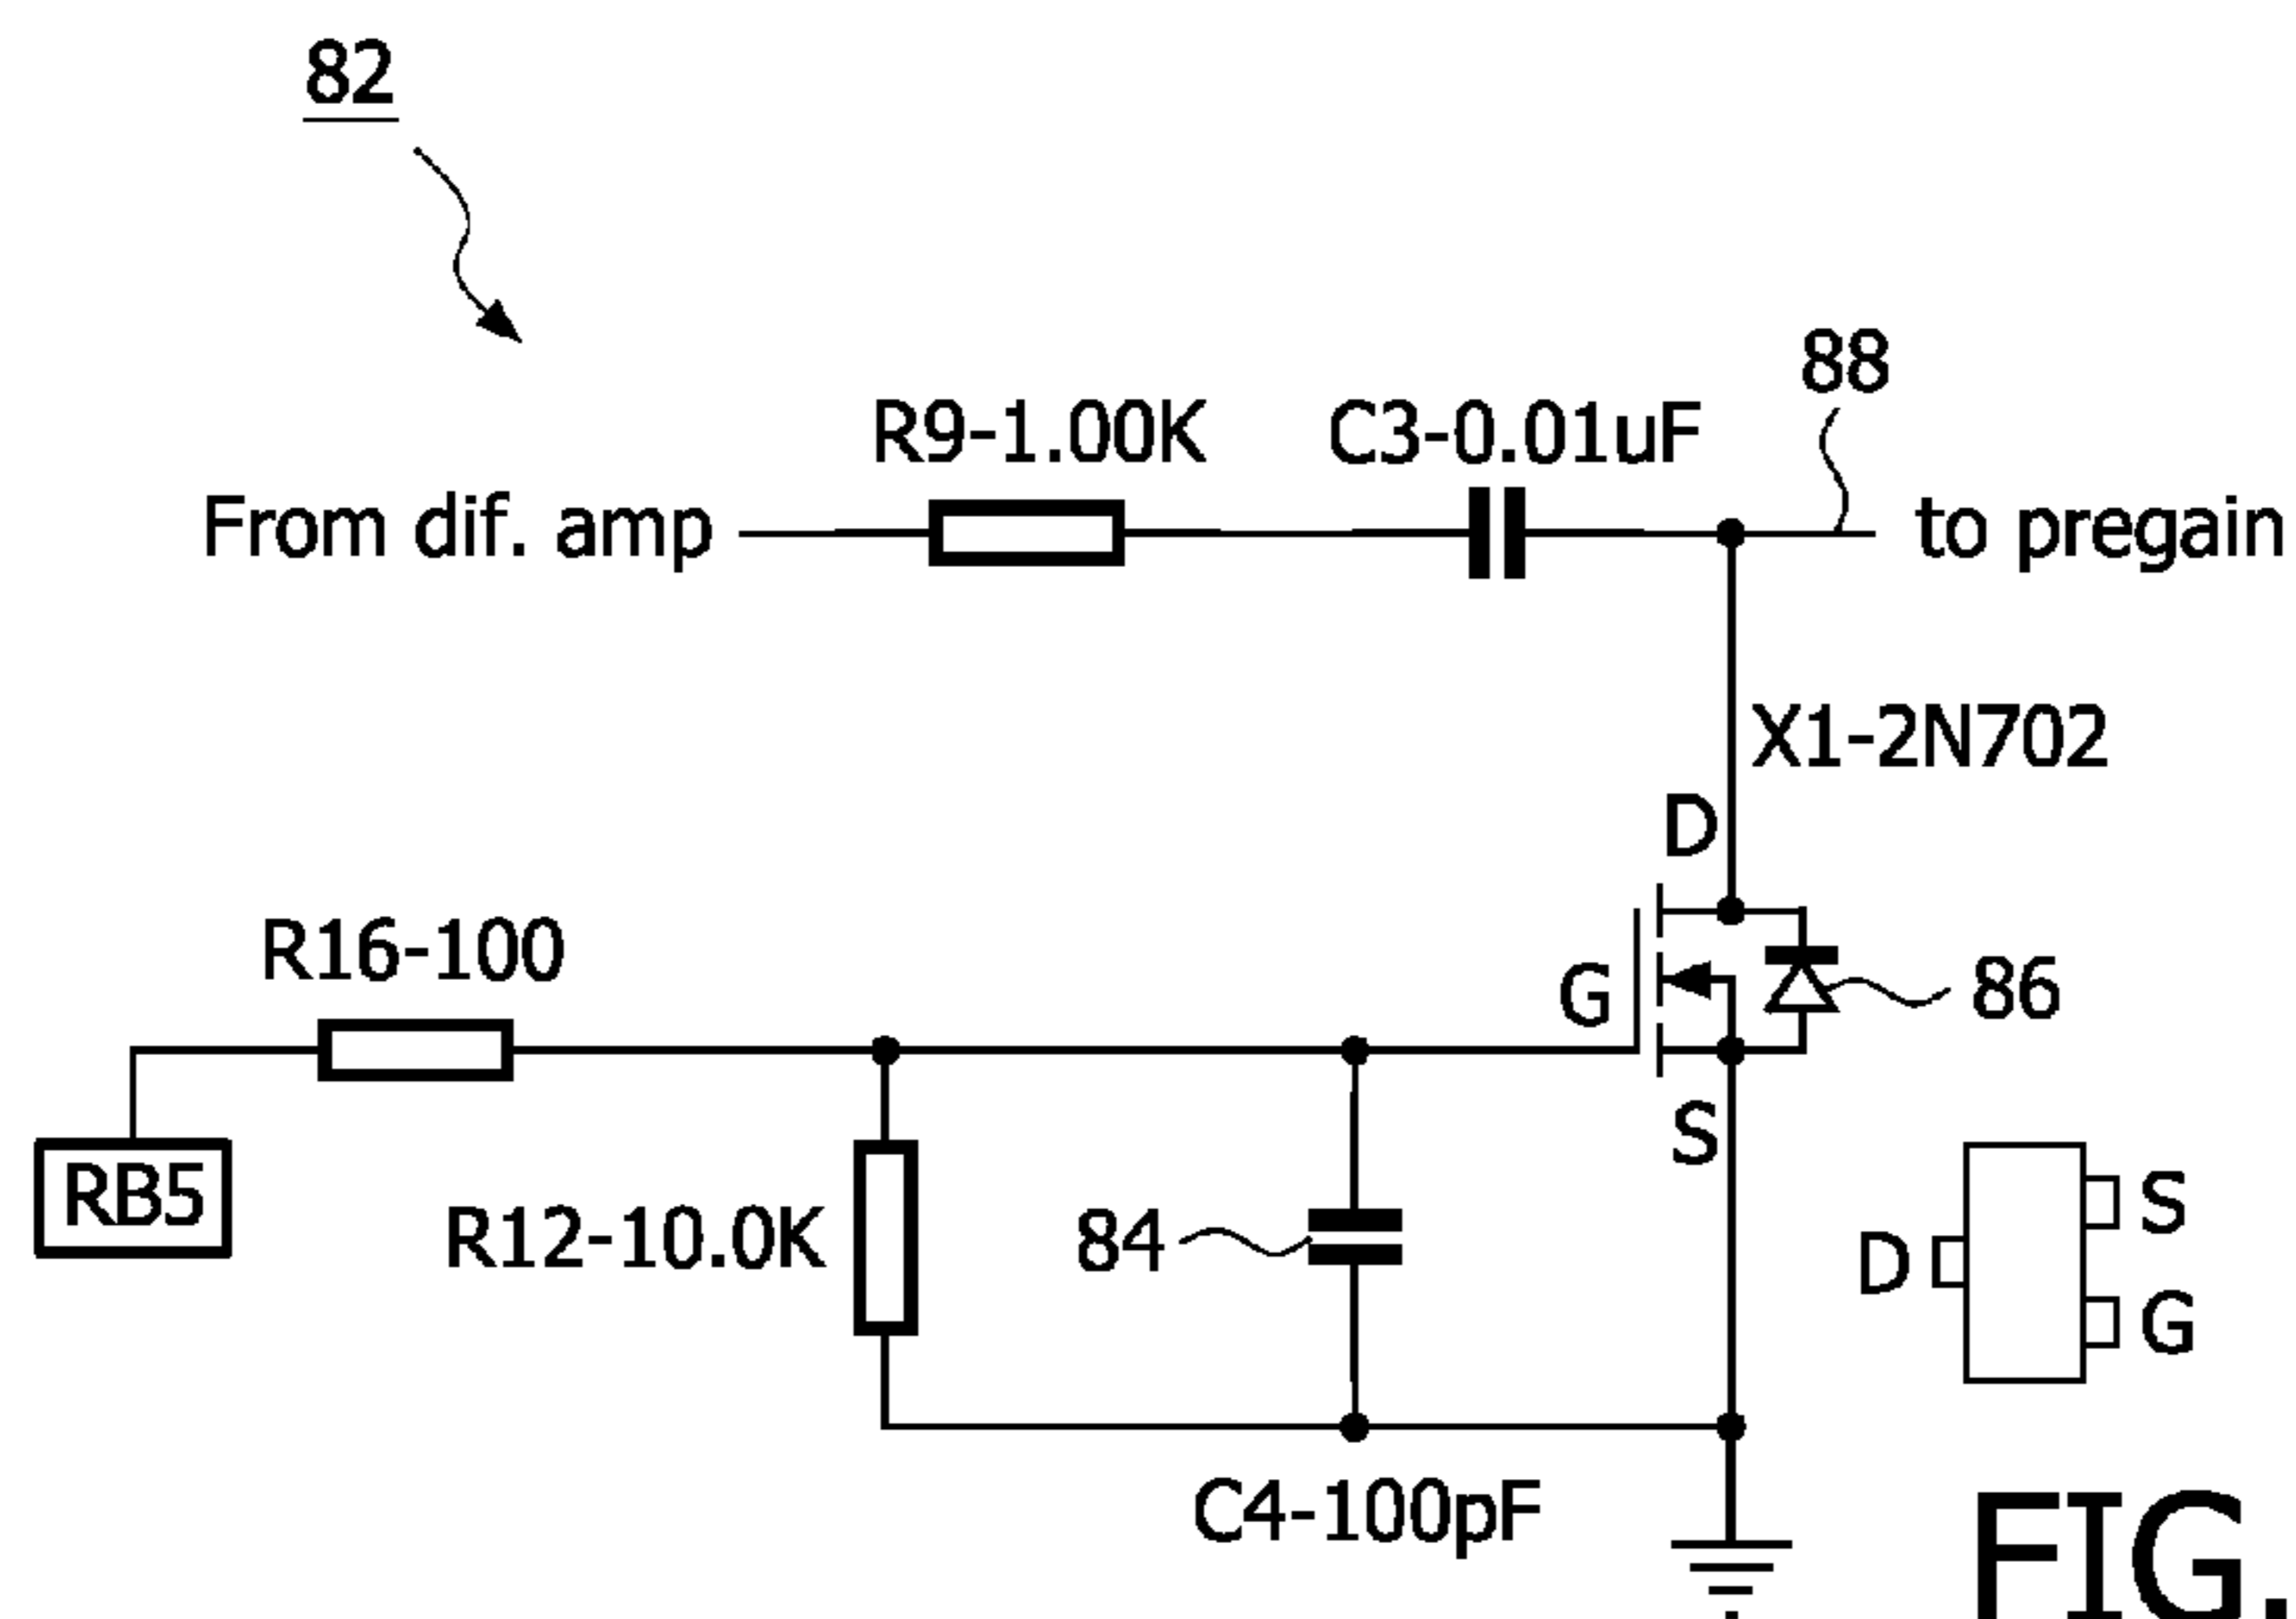 82
88
R9-1.00K
C3-0.01uF
From dif. amp
to pregain
X1-2N702
D
R16-100
G
86
S
RB5
R12-10.0K
84
S
D
G
C4-100pF
FIG.